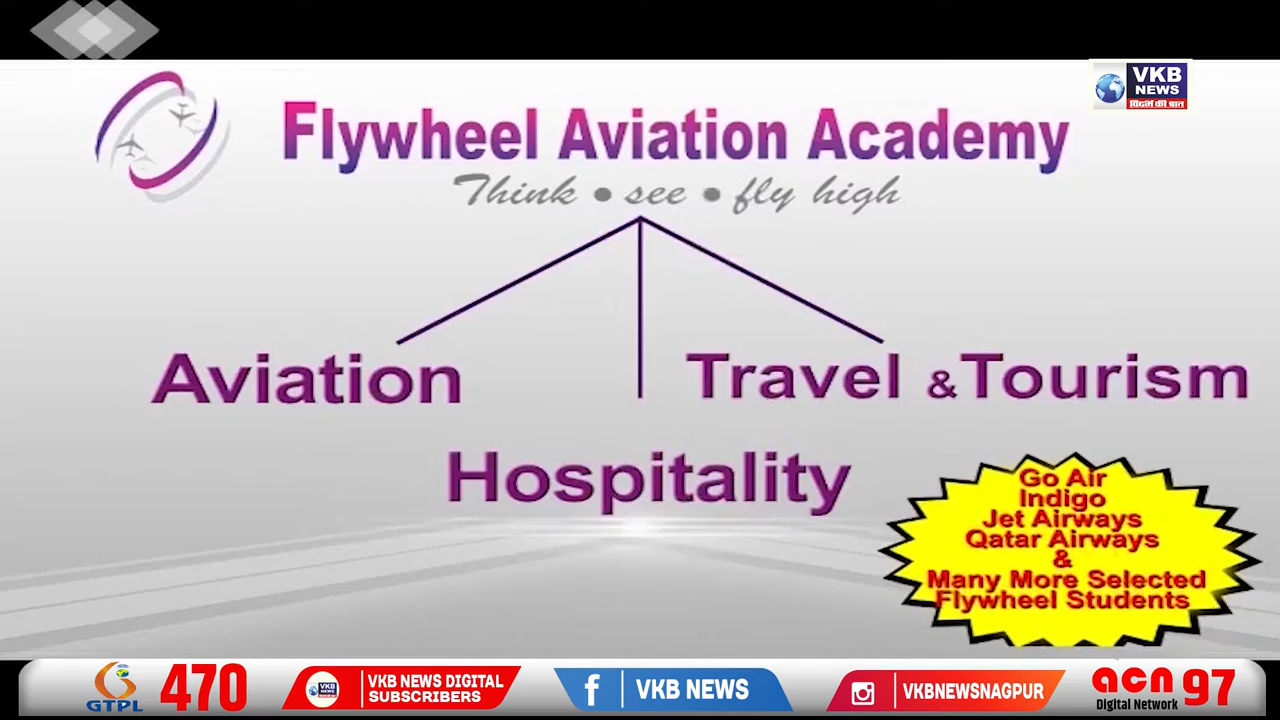 VKB
NEWS
विदर्भ की बात
Flywheel Aviation Academy
Think • see • fly high
Aviation
Travel & Tourism
Hospitality
Go Air
Indigo
Jet Airways
Qatar Airways
&
Many More Selected
Flywheel Students
GTPL
470
VKB
NEWS
VKB NEWS DIGITAL
SUBSCRIBERS
f
VKB NEWS
VKBNEWSNAGPUR
acn 97
Digital Network